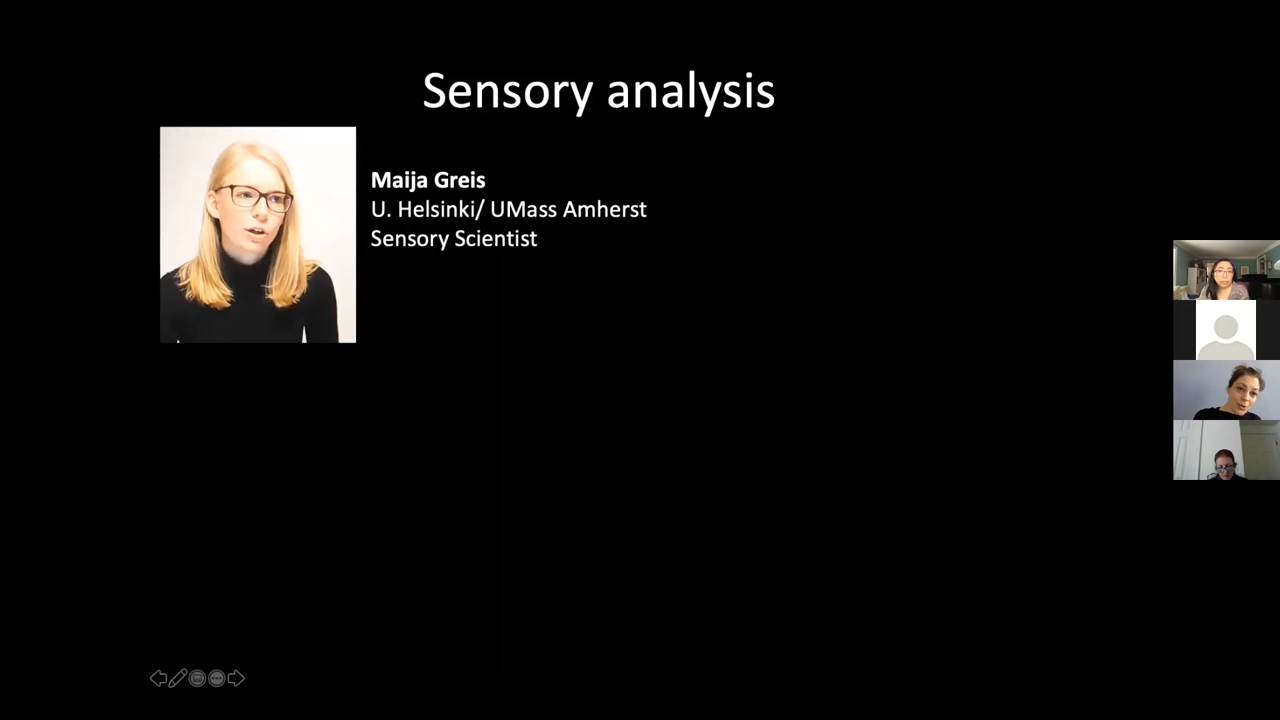 Sensory analysis
Maija Greis
U. Helsinki/ UMass Amherst
Sensory Scientist